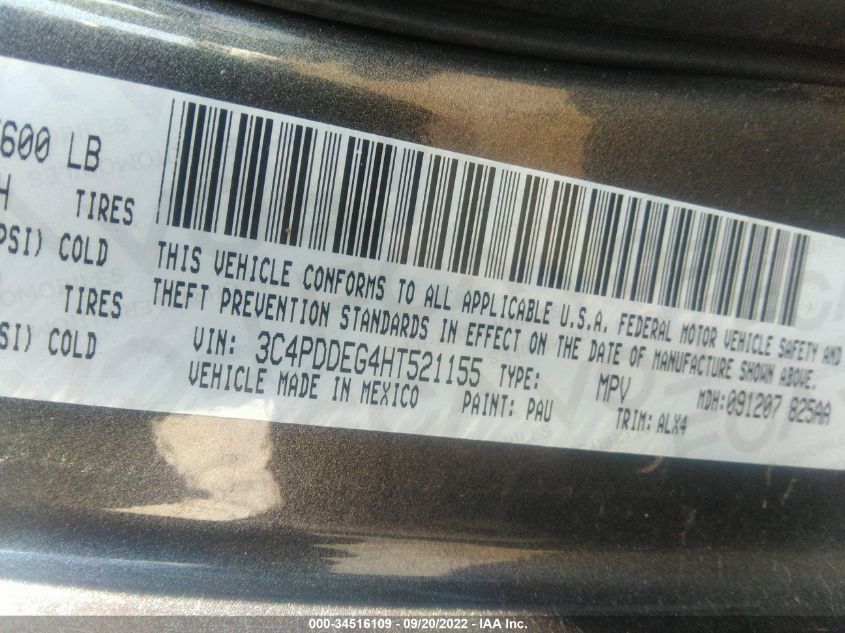 600 LB
H TIRES
PSI) COLD
TIRES
SI) COLD
THIS VEHICLE CONFORMS TO ALL APPLICABLE U.S.A. FEDERAL MOTOR VEHICLE SAFETY AND
THEFT PREVENTION STANDARDS IN EFFECT ON THE DATE OF MANUFACTURE SHOWN ABOVE.
VIN: 3C4PDDEG4HT521155 TYPE: MPV MDH:091207 825AA
VEHICLE MADE IN MEXICO PAINT: PAU TRIM: ALX4
000-34516109 - 09/20/2022 - IAA Inc.